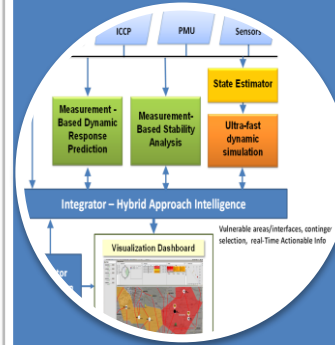 ICCP
PMU
Sensors
State Estimator
Measurement -
Based Dynamic
Response
Prediction
Measurement-
Based Stability
Analysis
Ultra-fast
dynamic
simulation
Integrator – Hybrid Approach Intelligence
Vulnerable areas/interfaces,
selection, real-Time Actionable Info
Visualization Dashboard